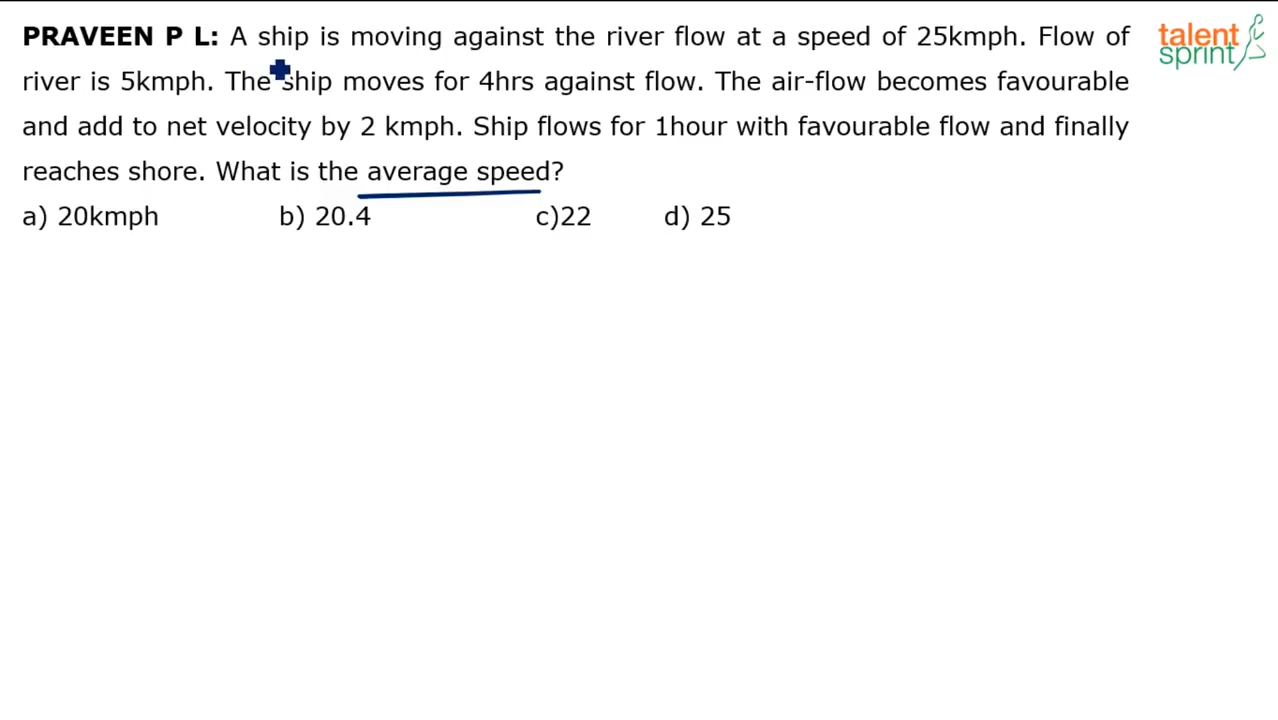 PRAVEEN P L: A ship is moving against the river flow at a speed of 25kmph. Flow of
river is 5kmph. The ship moves for 4hrs against flow. The air-flow becomes favourable
and add to net velocity by 2 kmph. Ship flows for 1hour with favourable flow and finally
reaches shore. What is the average speed?
a) 20kmph b) 20.4 c)22 d) 25
talent
sprint